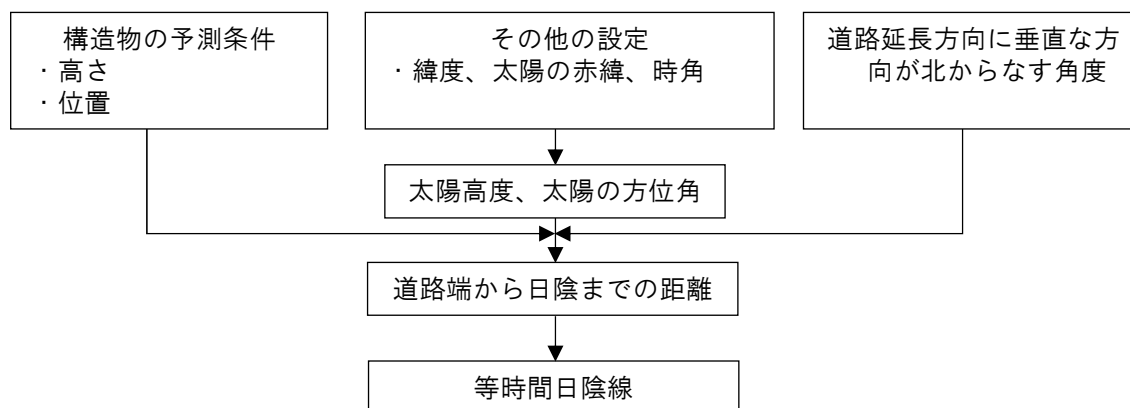 構造物の予測条件
・高さ
・位置
その他の設定
・緯度、太陽の赤緯、時角
道路延長方向に垂直な方
向が北からなす角度
太陽高度、太陽の方位角
道路端から日陰までの距離
等時間日陰線